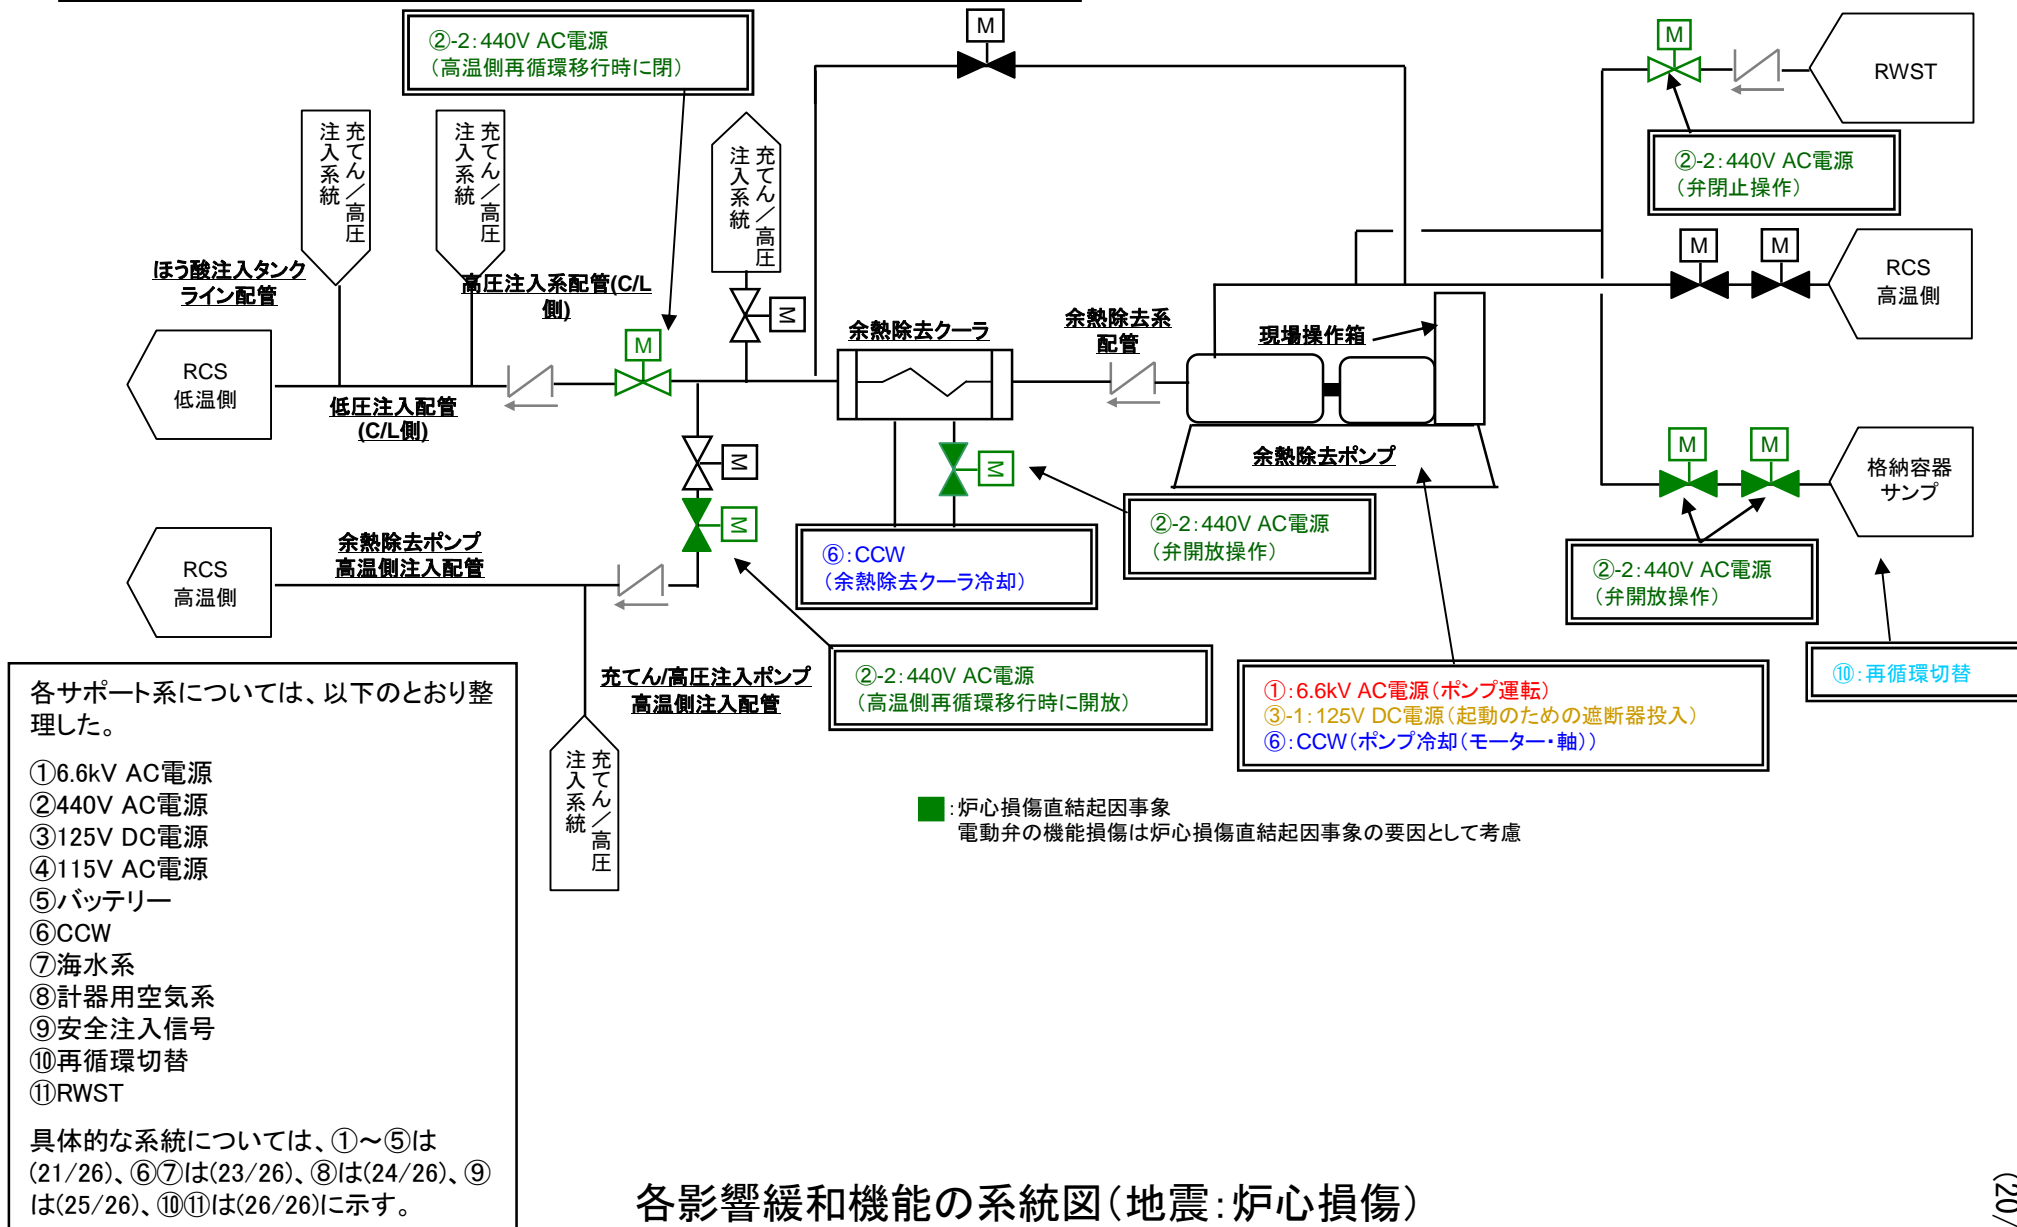 ②-2：440V AC電源
（高温側再循環移行時に閉）
M
M
RWST
②-2：440V AC電源
（弁閉止操作）
充てん／高圧
注入系統
充てん／高圧
注入系統
充てん／高圧
注入系統
ほう酸注入タンク
ライン配管
高圧注入系配管(C/L
側)
M
M
M
M
RCS
高温側
余熱除去クーラ
余熱除去系
配管
現場操作箱
RCS
低温側
低圧注入配管
(C/L側)
M
M
余熱除去ポンプ
M
M
格納容器
サンプ
M
②-2：440V AC電源
（弁開放操作）
⑥：CCW
（余熱除去クーラ冷却）
②-2：440V AC電源
（弁開放操作）
余熱除去ポンプ
高温側注入配管
RCS
高温側
⑩：再循環切替
充てん/高圧注入ポンプ
高温側注入配管
②-2：440V AC電源
（高温側再循環移行時に開放）
①：6.6kV AC電源（ポンプ運転）
③-1：125V DC電源（起動のための遮断器投入）
⑥：CCW（ポンプ冷却（モーター・軸））
充てん／高圧
注入系統
：炉心損傷直結起因事象
電動弁の機能損傷は炉心損傷直結起因事象の要因として考慮
各サポート系については、以下のとおり整
理した。
①6.6kV AC電源
②440V AC電源
③125V DC電源
④115V AC電源
⑤バッテリー
⑥CCW
⑦海水系
⑧計器用空気系
⑨安全注入信号
⑩再循環切替
⑪RWST
具体的な系統については、①～⑤は
(21/26)、⑥⑦は(23/26)、⑧は(24/26)、⑨
は(25/26)、⑩⑪は(26/26)に示す。
各影響緩和機能の系統図（地震：炉心損傷）
(20/